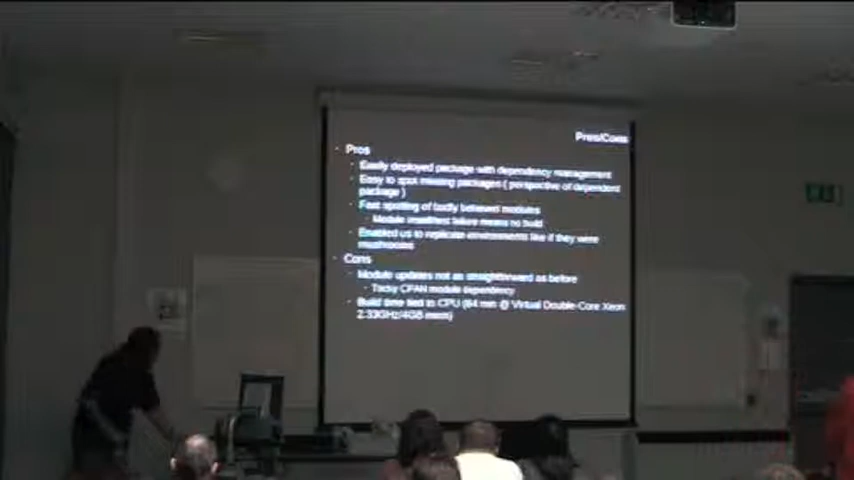 Pros/Cons
- Pros
- Easily deployed package with dependency management
- Easy to spot missing packages ( perspective of dependent
package )
- Fast spotting of badly behaved modules
- Module installtion failure means no build
- Enabled us to replicate environments like if they were
mushrooms
- Cons
- Module updates not as straightforward as before
- Tacky CPAN module dependency
- Build time tied to CPU (64 min @ Virtual Double-Core Xeon
2.33GHz/4GB mem)